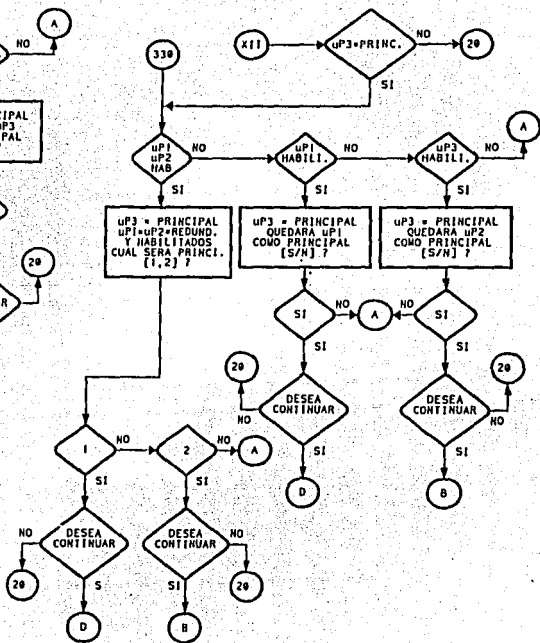 A
NO
CIPAL
uP3
IPAL
20
R
330
XII
uP3=PRINC.
NO
20
SI
uP1
uP2
HAB
NO
uP1
HABILI.
NO
uP3
HABILI.
NO
A
SI
SI
SI
uP3 = PRINCIPAL
uP1=uP2=REDUND.
Y HABILITADOS
CUAL SERA PRINCI.
[1,2] ?
uP3 = PRINCIPAL
QUEDARA uP1
COMO PRINCIPAL
[S/N] ?
uP3 = PRINCIPAL
QUEDARA uP2
COMO PRINCIPAL
[S/N] ?
SI
NO
A
NO
SI
SI
SI
20
DESEA
CONTINUAR
NO
SI
D
20
DESEA
CONTINUAR
NO
SI
B
1
NO
2
NO
A
SI
SI
NO
DESEA
CONTINUAR
20
S
D
DESEA
CONTINUAR
NO
SI
20
B